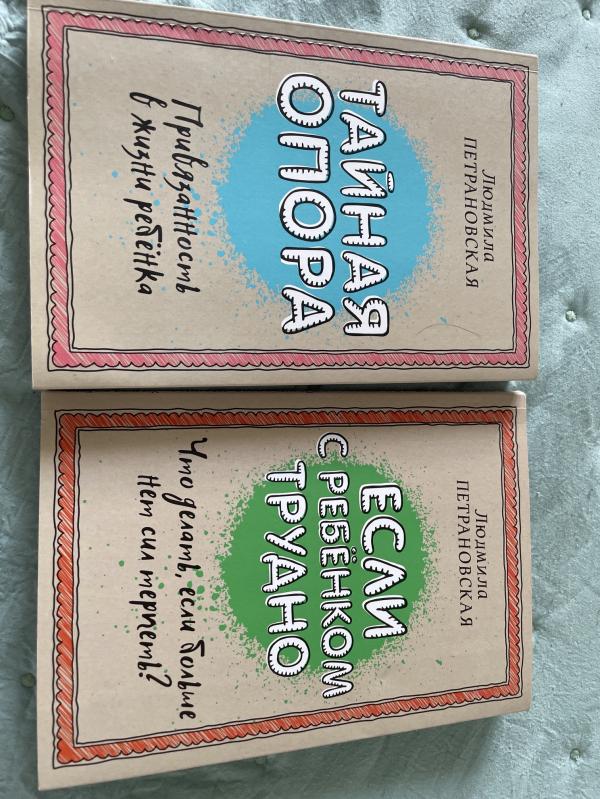 Людмила
ПЕТРАНОВСКАЯ
ТАЙНАЯ
ОПОРА
Привязанность
в жизни ребёнка
Людмила
ПЕТРАНОВСКАЯ
ЕСЛИ
С РЕБЁНКОМ
ТРУДНО
Что делать, если больше
нет сил терпеть?